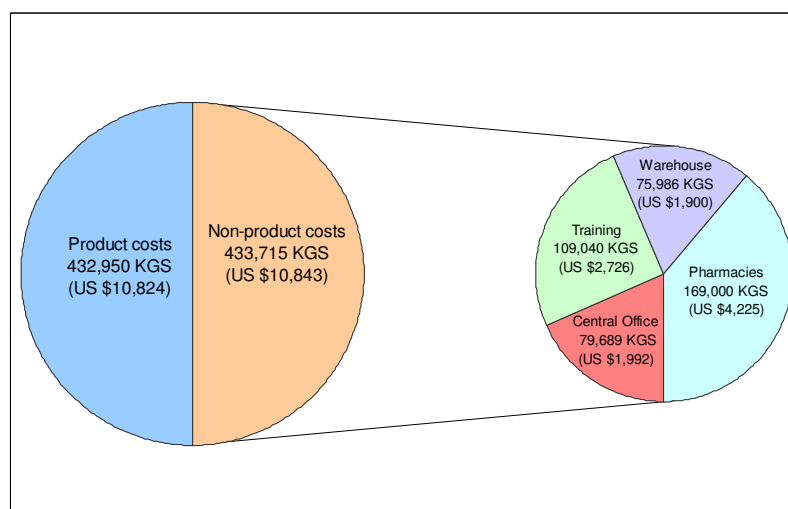 Product costs
432,950 KGS
(US $10,824)
Non-product costs
433,715 KGS
(US $10,843)
Warehouse
75,986 KGS
(US $1,900)
Training
109,040 KGS
(US $2,726)
Pharmacies
169,000 KGS
(US $4,225)
Central Office
79,689 KGS
(US $1,992)